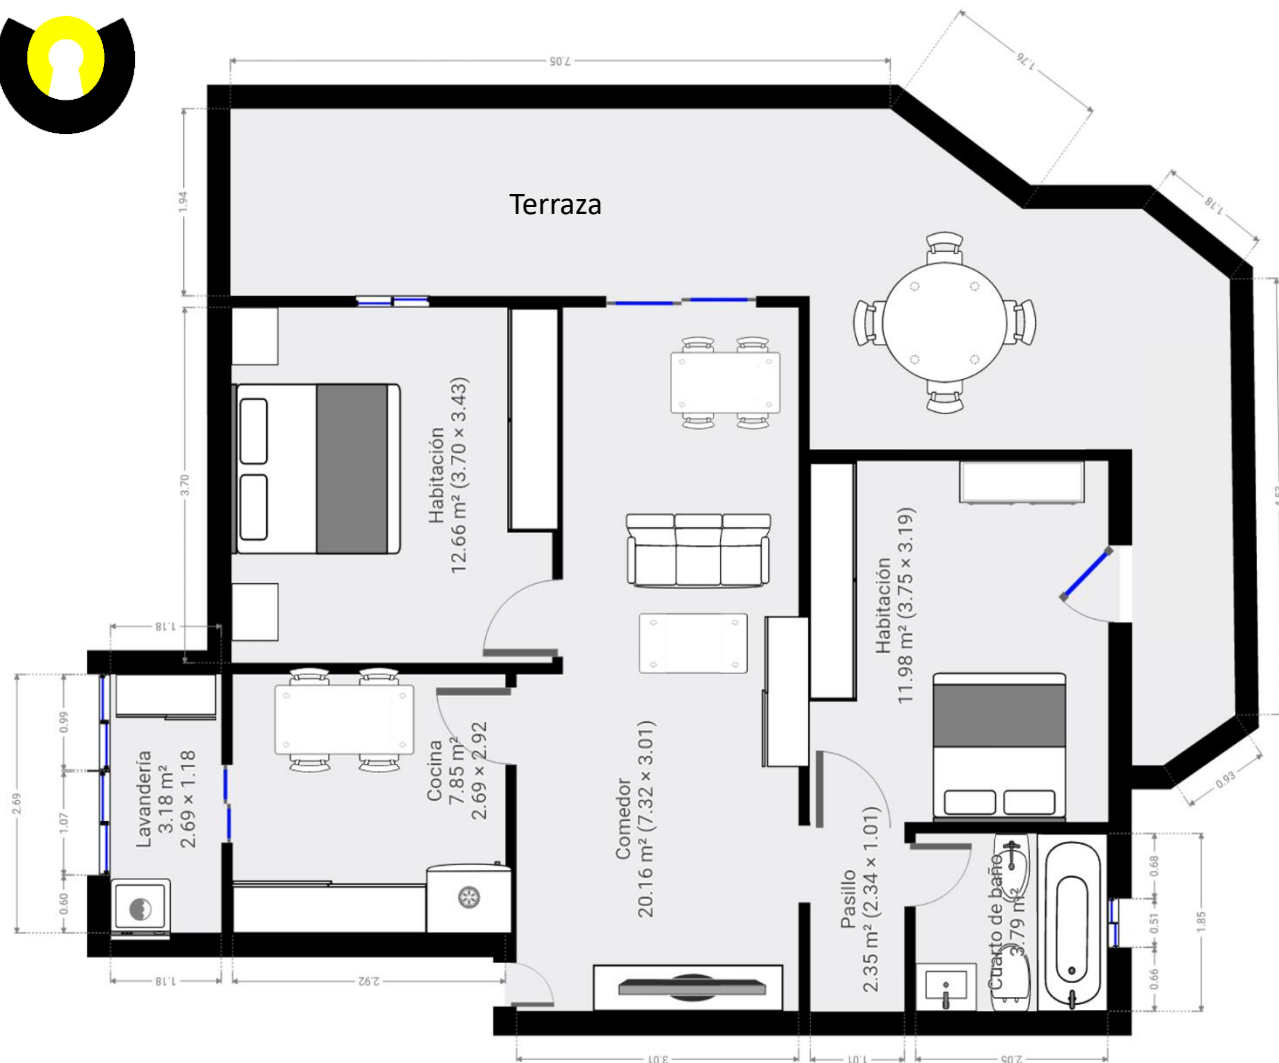 7.05
1.76
1.18
1.94
Terraza
3.70
Habitación
12.66 m² (3.70 × 3.43)
Habitación
11.98 m² (3.75 × 3.19)
1.18
2.69
0.99
1.07
0.60
Lavandería
3.18 m²
2.69 × 1.18
Cocina
7.85 m²
2.69 × 2.92
Comedor
20.16 m² (7.32 × 3.01)
Pasillo
2.35 m² (2.34 × 1.01)
Cuarto de baño
3.79 m²
0.93
0.68
0.51
0.66
1.85
1.18
2.92
3.01
1.01
2.05